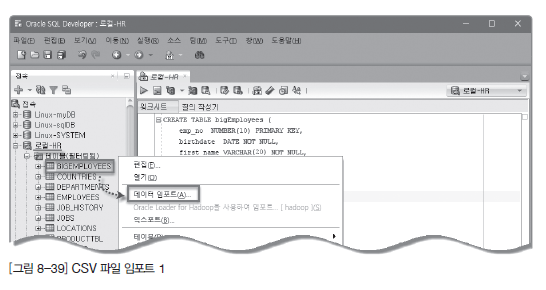 Oracle SQL Developer : 로컬-HR
파일(F) 편집(E) 보기(V) 이동(N) 실행(R) 소스 팀(M) 도구(T) 창(W) 도움말(H)
접속
로컬-HR
로컬-HR
워크시트 질의 작성기
접속
Linux-myDB
Linux-sqlDB
Linux-SYSTEM
로컬-HR
테이블(필터링됨)
BIGEMPLOYEES
COUNTRIES
DEPARTMENTS
EMPLOYEES
JOB_HISTORY
JOBS
LOCATIONS
PRODUCTTBL
CREATE TABLE bigEmployees (
emp_no NUMBER(10) PRIMARY KEY,
birthdate DATE NOT NULL,
first_name VARCHAR(20) NOT NULL,
편집(E)...
열기(O)
데이터 임포트(A)...
Oracle Loader for Hadoop를 사용하여 임포트... [ hadoop ](S)
익스포트(B)...
[그림 8-39] CSV 파일 임포트 1